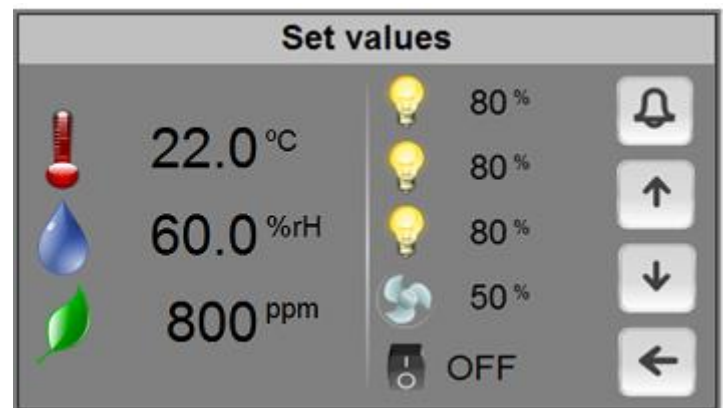 Set values
22.0 °C
60.0 %rH
800 ppm
80 %
80 %
80 %
50 %
OFF